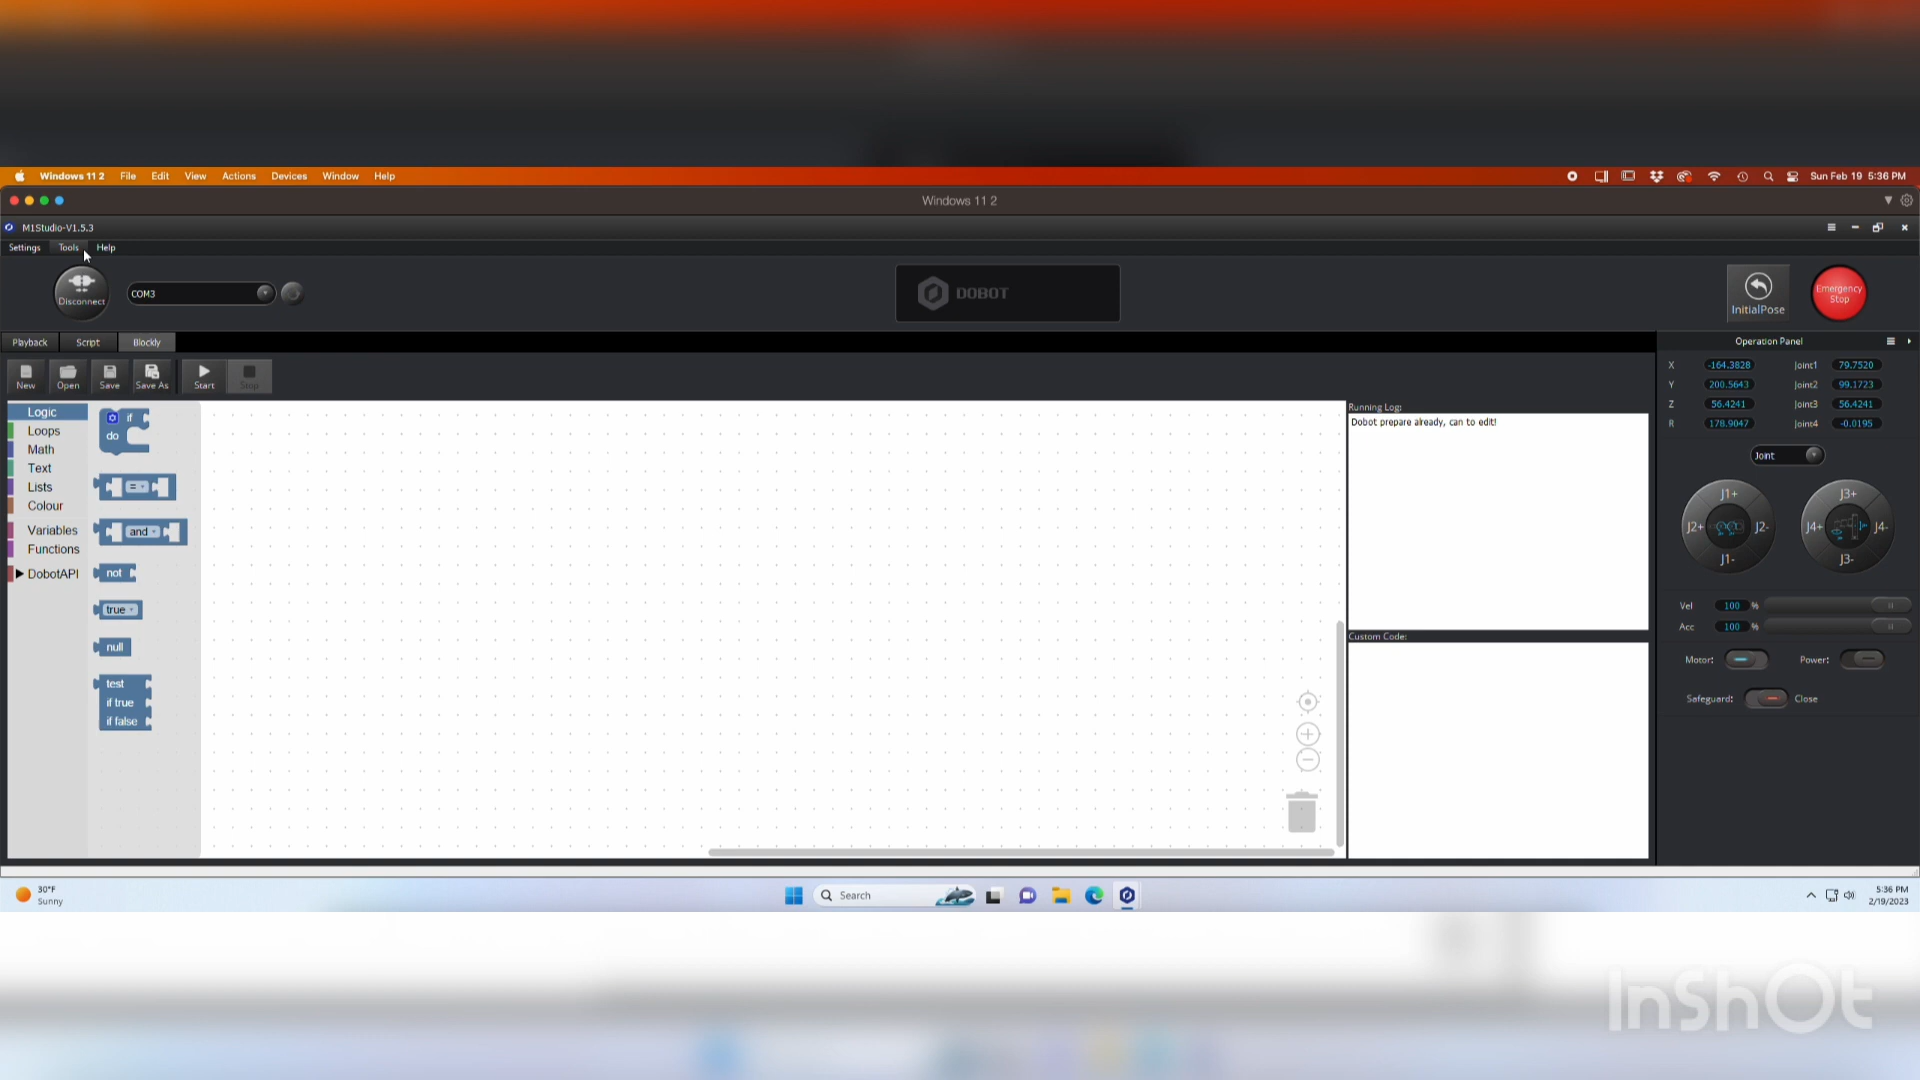 Windows 11 2 File Edit View Actions Devices Window Help Sun Feb 19 5:36 PM
Windows 11 2
M1Studio-V1.5.3
Settings Tools Help
Disconnect
COM3
DOBOT
InitialPose
Emergency
Stop
Playback Script Blockly
Operation Panel
New Open Save Save As Start Stop
X -164.3828 Joint1 79.7520
Y 200.5643 Joint2 99.1723
Z 56.4241 Joint3 56.4241
R 178.9047 Joint4 -0.0195
Joint
J1+ J2+ J2- J1-
J3+ J4+ J4- J3-
Vel 100 %
Acc 100 %
Motor: Power:
Safeguard: Close
Logic
Loops
Math
Text
Lists
Colour
Variables
Functions
DobotAPI
if
do
=
and
not
true
null
test
if true
if false
Running Log:
Dobot prepare already, can to edit!
Custom Code:
30°F
Sunny
Search
5:36 PM
2/19/2023
InShOt